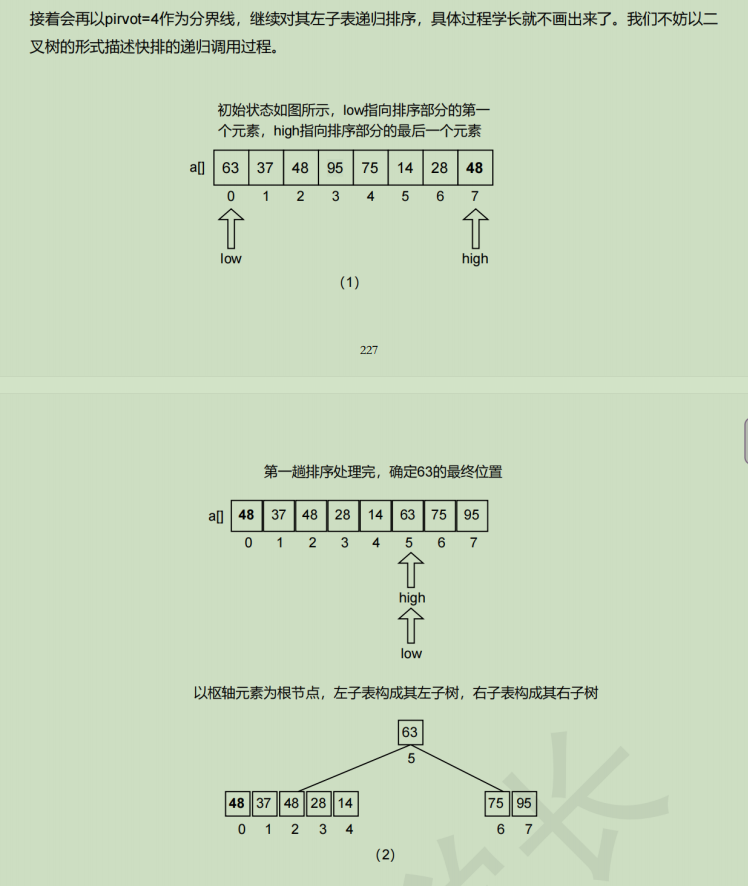 接着会再以pirvot=4作为分界线，继续对其左子表递归排序，具体过程学长就不画出来了。我们不妨以二
叉树的形式描述快排的递归调用过程。
初始状态如图所示，low指向排序部分的第一
个元素，high指向排序部分的最后一个元素
a[] 63 37 48 95 75 14 28 48
0 1 2 3 4 5 6 7
low high
（1）
227
第一趟排序处理完，确定63的最终位置
a[] 48 37 48 28 14 63 75 95
0 1 2 3 4 5 6 7
high
low
以枢轴元素为根节点，左子表构成其左子树，右子表构成其右子树
63
5
48 37 48 28 14 75 95
0 1 2 3 4 6 7
（2）
学长